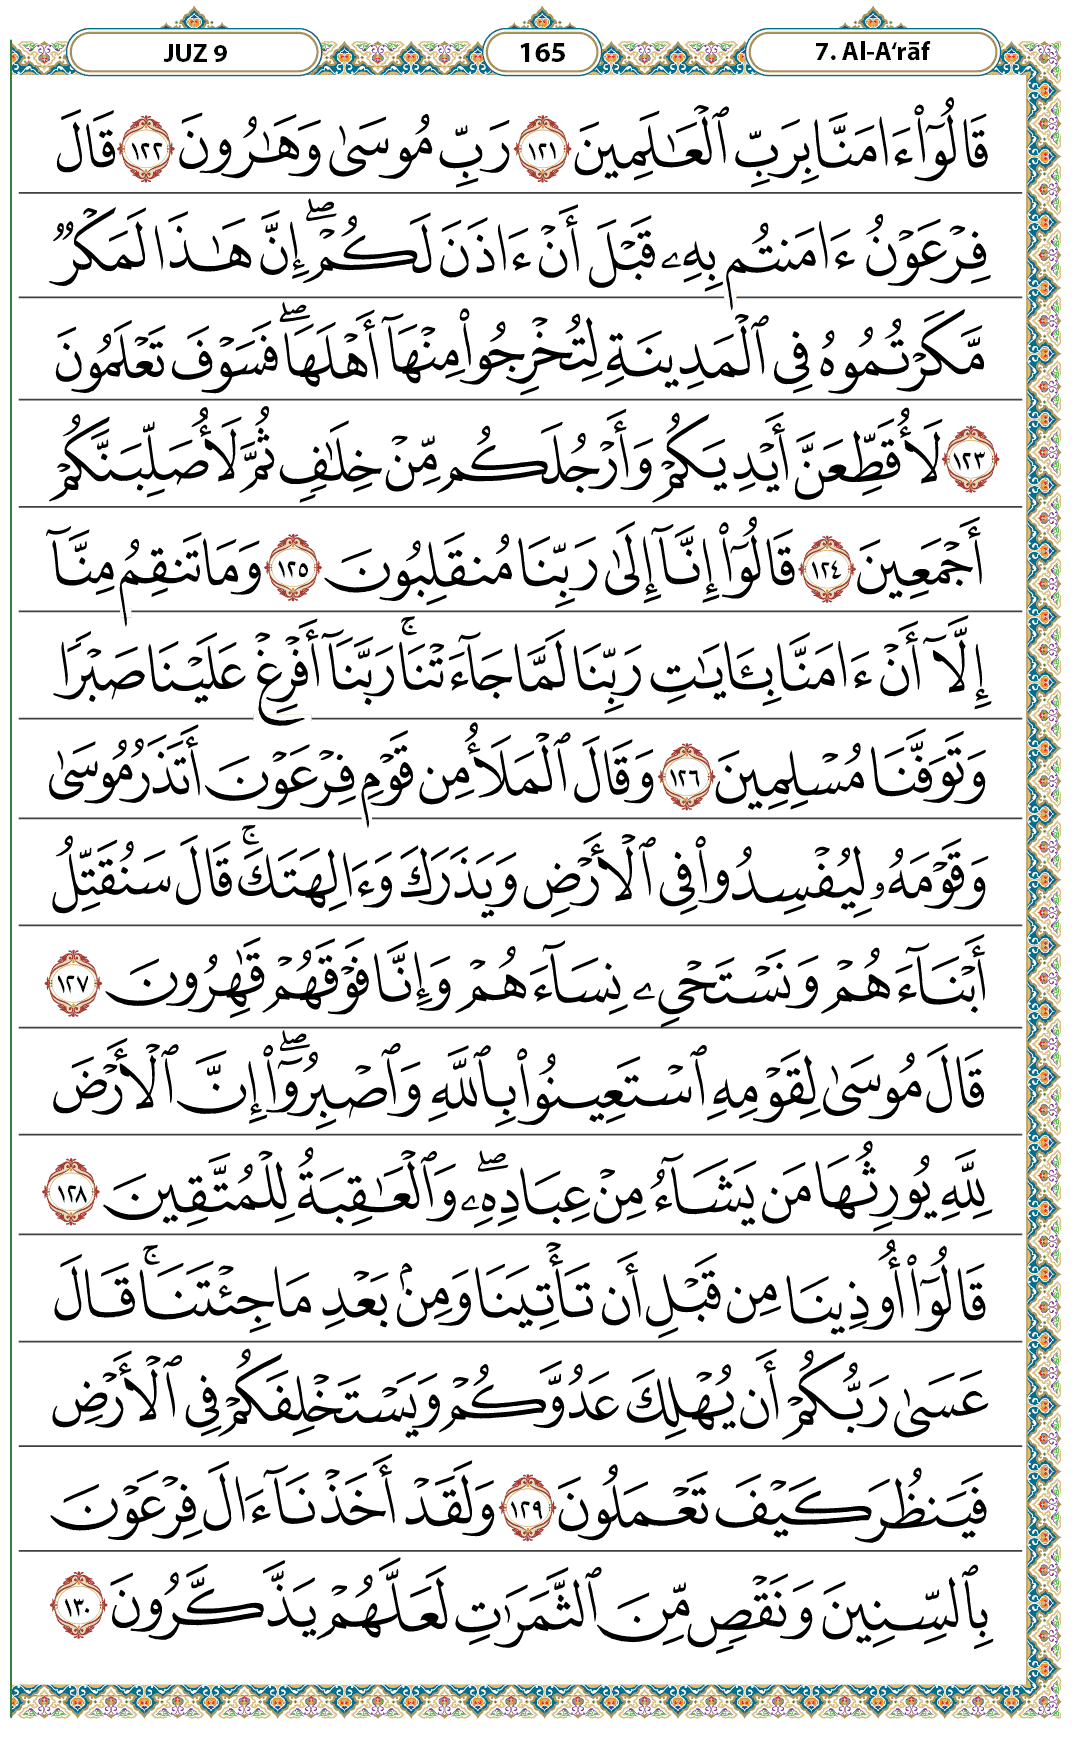 JUZ 9
165
7. Al-A‘rāf
قَالُوٓا۟ ءَامَنَّا بِرَبِّ ٱلْعَـٰلَمِينَ ١٢١ رَبِّ مُوسَىٰ وَهَـٰرُونَ ١٢٢ قَالَ
فِرْعَوْنُ ءَامَنتُم بِهِۦ قَبْلَ أَنْ ءَاذَنَ لَكُمْ ۖ إِنَّ هَـٰذَا لَمَكْرٌ
مَّكَرْتُمُوهُ فِى ٱلْمَدِينَةِ لِتُخْرِجُوا۟ مِنْهَآ أَهْلَهَا ۖ فَسَوْفَ تَعْلَمُونَ
١٢٣ لَأُقَطِّعَنَّ أَيْدِيَكُمْ وَأَرْجُلَكُم مِّنْ خِلَـٰفٍ ثُمَّ لَأُصَلِّبَنَّكُمْ
أَجْمَعِينَ ١٢٤ قَالُوٓا۟ إِنَّآ إِلَىٰ رَبِّنَا مُنقَلِبُونَ ١٢٥ وَمَا تَنقِمُ مِنَّآ
إِلَّآ أَنْ ءَامَنَّا بِـَٔايَـٰتِ رَبِّنَا لَمَّا جَآءَتْنَا ۚ رَبَّنَآ أَفْرِغْ عَلَيْنَا صَبْرًا
وَتَوَفَّنَا مُسْلِمِينَ ١٢٦ وَقَالَ ٱلْمَلَأُ مِن قَوْمِ فِرْعَوْنَ أَتَذَرُ مُوسَىٰ
وَقَوْمَهُۥ لِيُفْسِدُوا۟ فِى ٱلْأَرْضِ وَيَذَرَكَ وَءَالِهَتَكَ ۚ قَالَ سَنُقَتِّلُ
أَبْنَآءَهُمْ وَنَسْتَحْىِۦ نِسَآءَهُمْ وَإِنَّا فَوْقَهُمْ قَـٰهِرُونَ ١٢٧
قَالَ مُوسَىٰ لِقَوْمِهِ ٱسْتَعِينُوا۟ بِٱللَّهِ وَٱصْبِرُوٓا۟ ۖ إِنَّ ٱلْأَرْضَ
لِلَّهِ يُورِثُهَا مَن يَشَآءُ مِنْ عِبَادِهِۦ ۖ وَٱلْعَـٰقِبَةُ لِلْمُتَّقِينَ ١٢٨
قَالُوٓا۟ أُوذِينَا مِن قَبْلِ أَن تَأْتِيَنَا وَمِنۢ بَعْدِ مَا جِئْتَنَا ۚ قَالَ
عَسَىٰ رَبُّكُمْ أَن يُهْلِكَ عَدُوَّكُمْ وَيَسْتَخْلِفَكُمْ فِى ٱلْأَرْضِ
فَيَنظُرَ كَيْفَ تَعْمَلُونَ ١٢٩ وَلَقَدْ أَخَذْنَآ ءَالَ فِرْعَوْنَ
بِٱلسِّنِينَ وَنَقْصٍ مِّنَ ٱلثَّمَرَٰتِ لَعَلَّهُمْ يَذَّكَّرُونَ ١٣٠